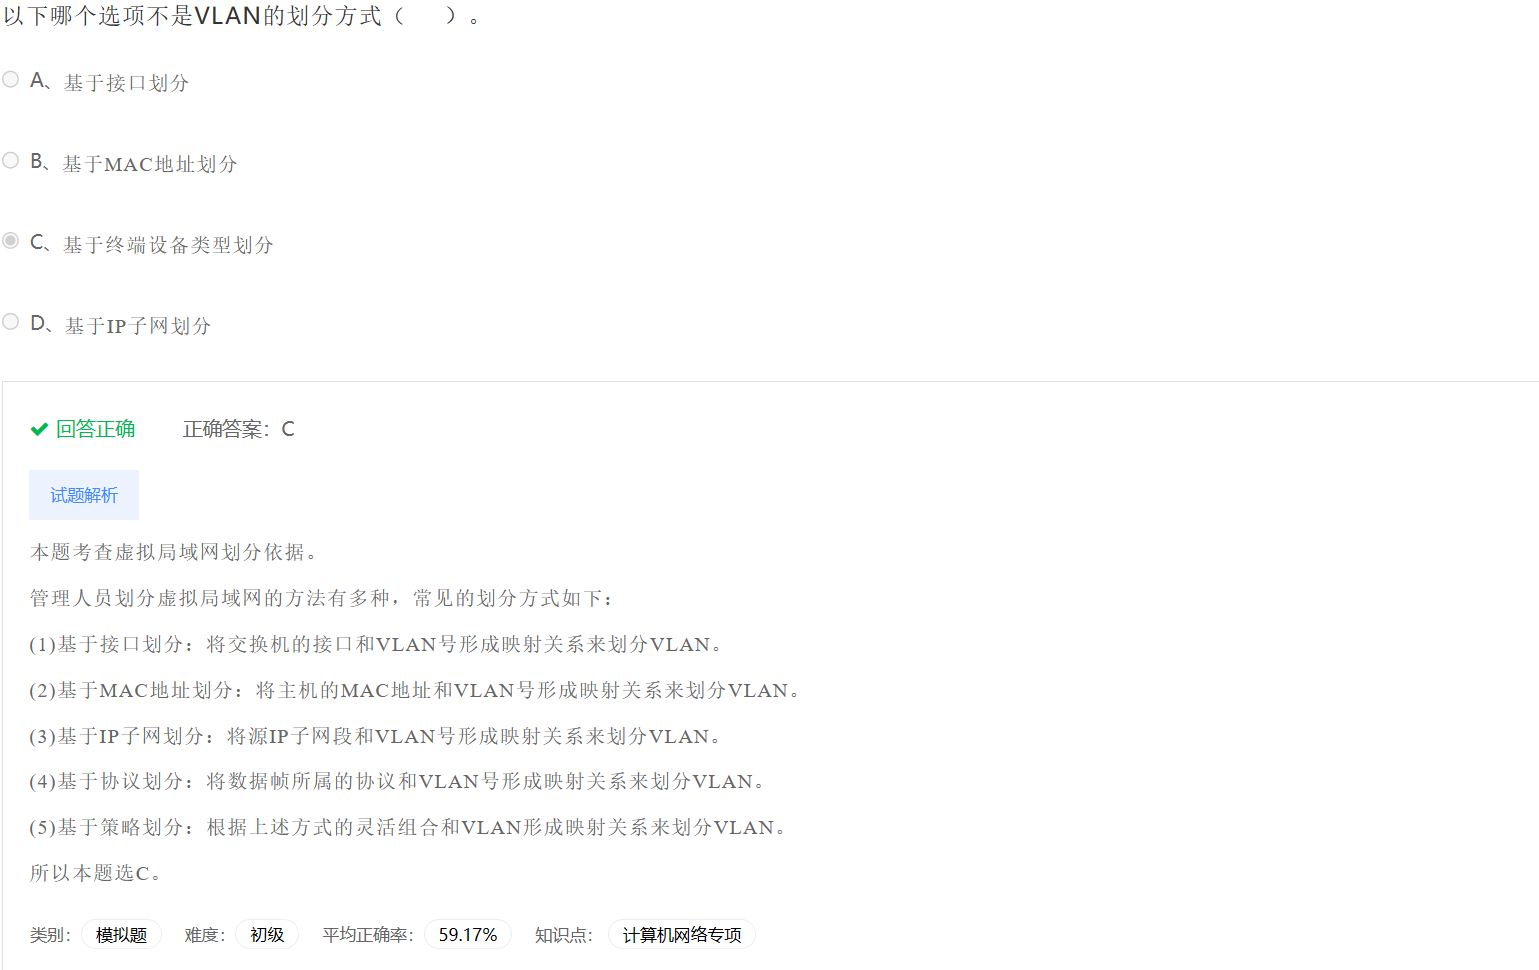 以下哪个选项不是VLAN的划分方式（　　）。
A、基于接口划分
B、基于MAC地址划分
C、基于终端设备类型划分
D、基于IP子网划分
回答正确　正确答案：C
试题解析
本题考查虚拟局域网划分依据。
管理人员划分虚拟局域网的方法有多种，常见的划分方式如下：
(1)基于接口划分：将交换机的接口和VLAN号形成映射关系来划分VLAN。
(2)基于MAC地址划分：将主机的MAC地址和VLAN号形成映射关系来划分VLAN。
(3)基于IP子网划分：将源IP子网段和VLAN号形成映射关系来划分VLAN。
(4)基于协议划分：将数据帧所属的协议和VLAN号形成映射关系来划分VLAN。
(5)基于策略划分：根据上述方式的灵活组合和VLAN形成映射关系来划分VLAN。
所以本题选C。
类别：模拟题　难度：初级　平均正确率：59.17%　知识点：计算机网络专项